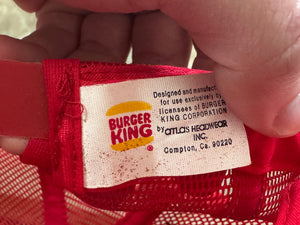 BURGER
KING®
Designed and manufactured
for use exclusively by
licensees of BURGER
KING CORPORATION
by atlas HEADWEAR
INC.
Compton, Ca. 90220